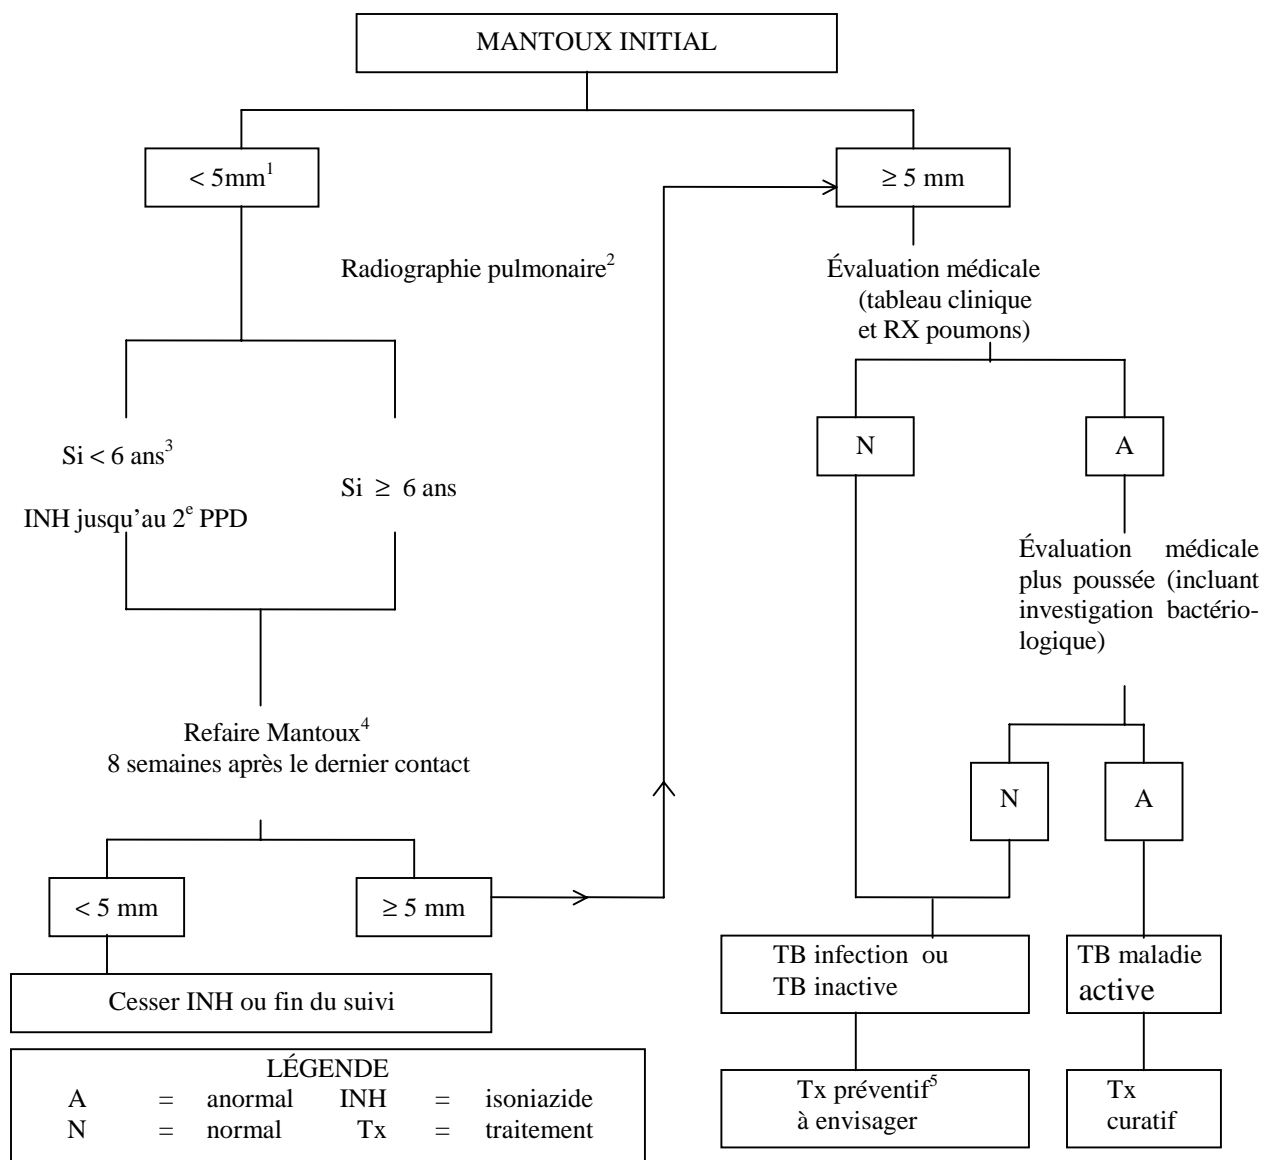 MANTOUX INITIAL
< 5mm¹
≥ 5 mm
Radiographie pulmonaire²
Évaluation médicale
(tableau clinique
et RX poumons)
Si < 6 ans³
INH jusqu’au 2ᵉ PPD
Si ≥ 6 ans
N
A
Évaluation médicale
plus poussée (incluant
investigation bactério-
logique)
Refaire Mantoux⁴
8 semaines après le dernier contact
N
A
< 5 mm
≥ 5 mm
TB infection ou
TB inactive
TB maladie
active
Cesser INH ou fin du suivi
Tx préventif⁵
à envisager
Tx
curatif
LÉGENDE
A = anormal INH = isoniazide
N = normal Tx = traitement